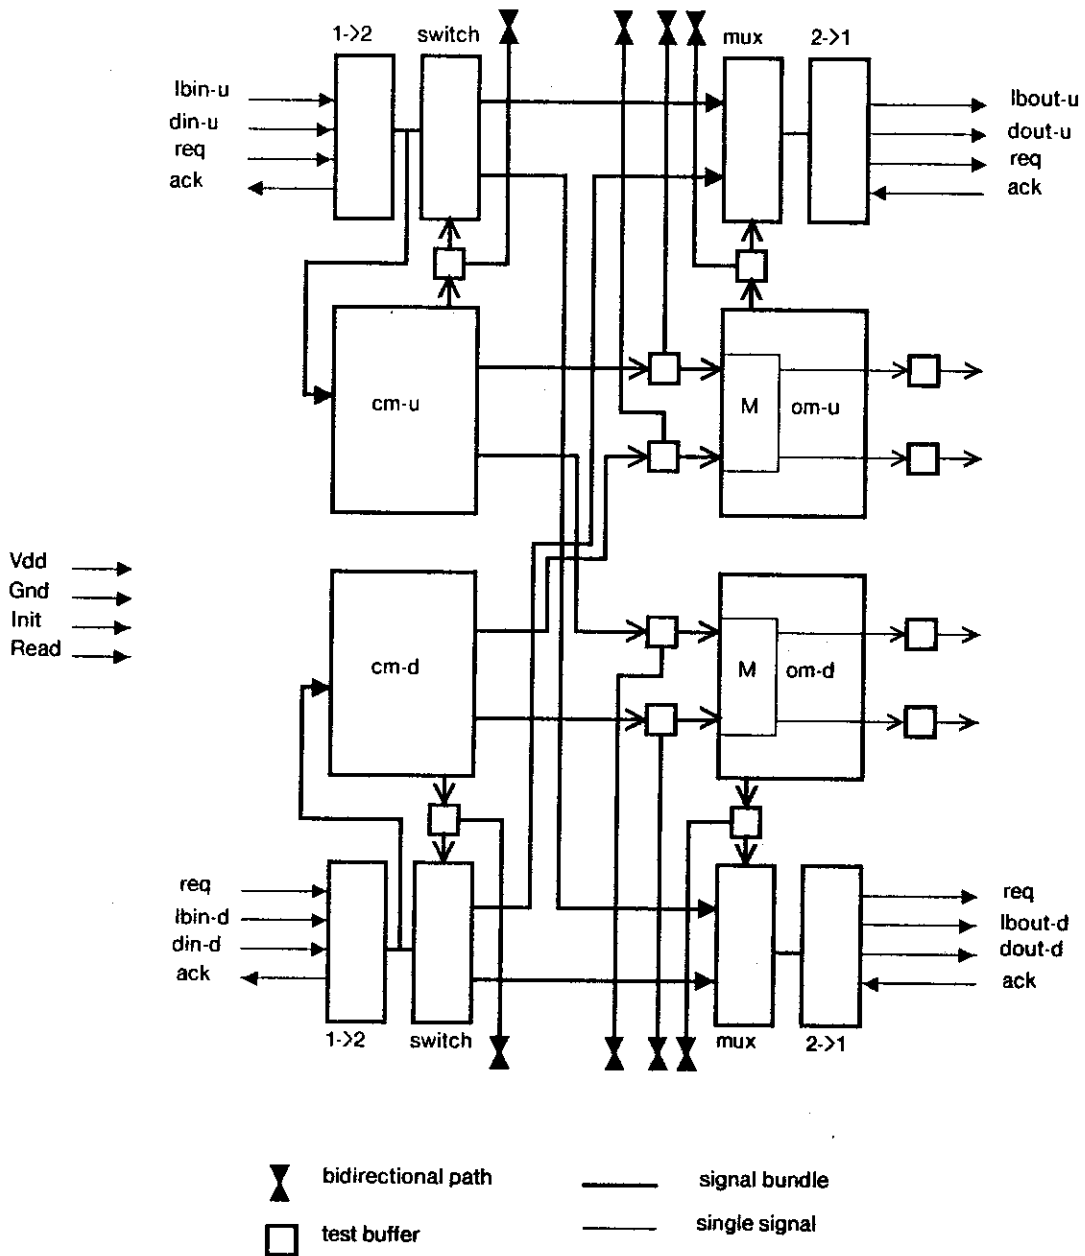 1->2
switch
mux
2->1
lbin-u
din-u
req
ack
lbout-u
dout-u
req
ack
cm-u
M
om-u
Vdd
Gnd
Init
Read
cm-d
M
om-d
req
lbin-d
din-d
ack
req
lbout-d
dout-d
ack
1->2
switch
mux
2->1
bidirectional path
signal bundle
test buffer
single signal